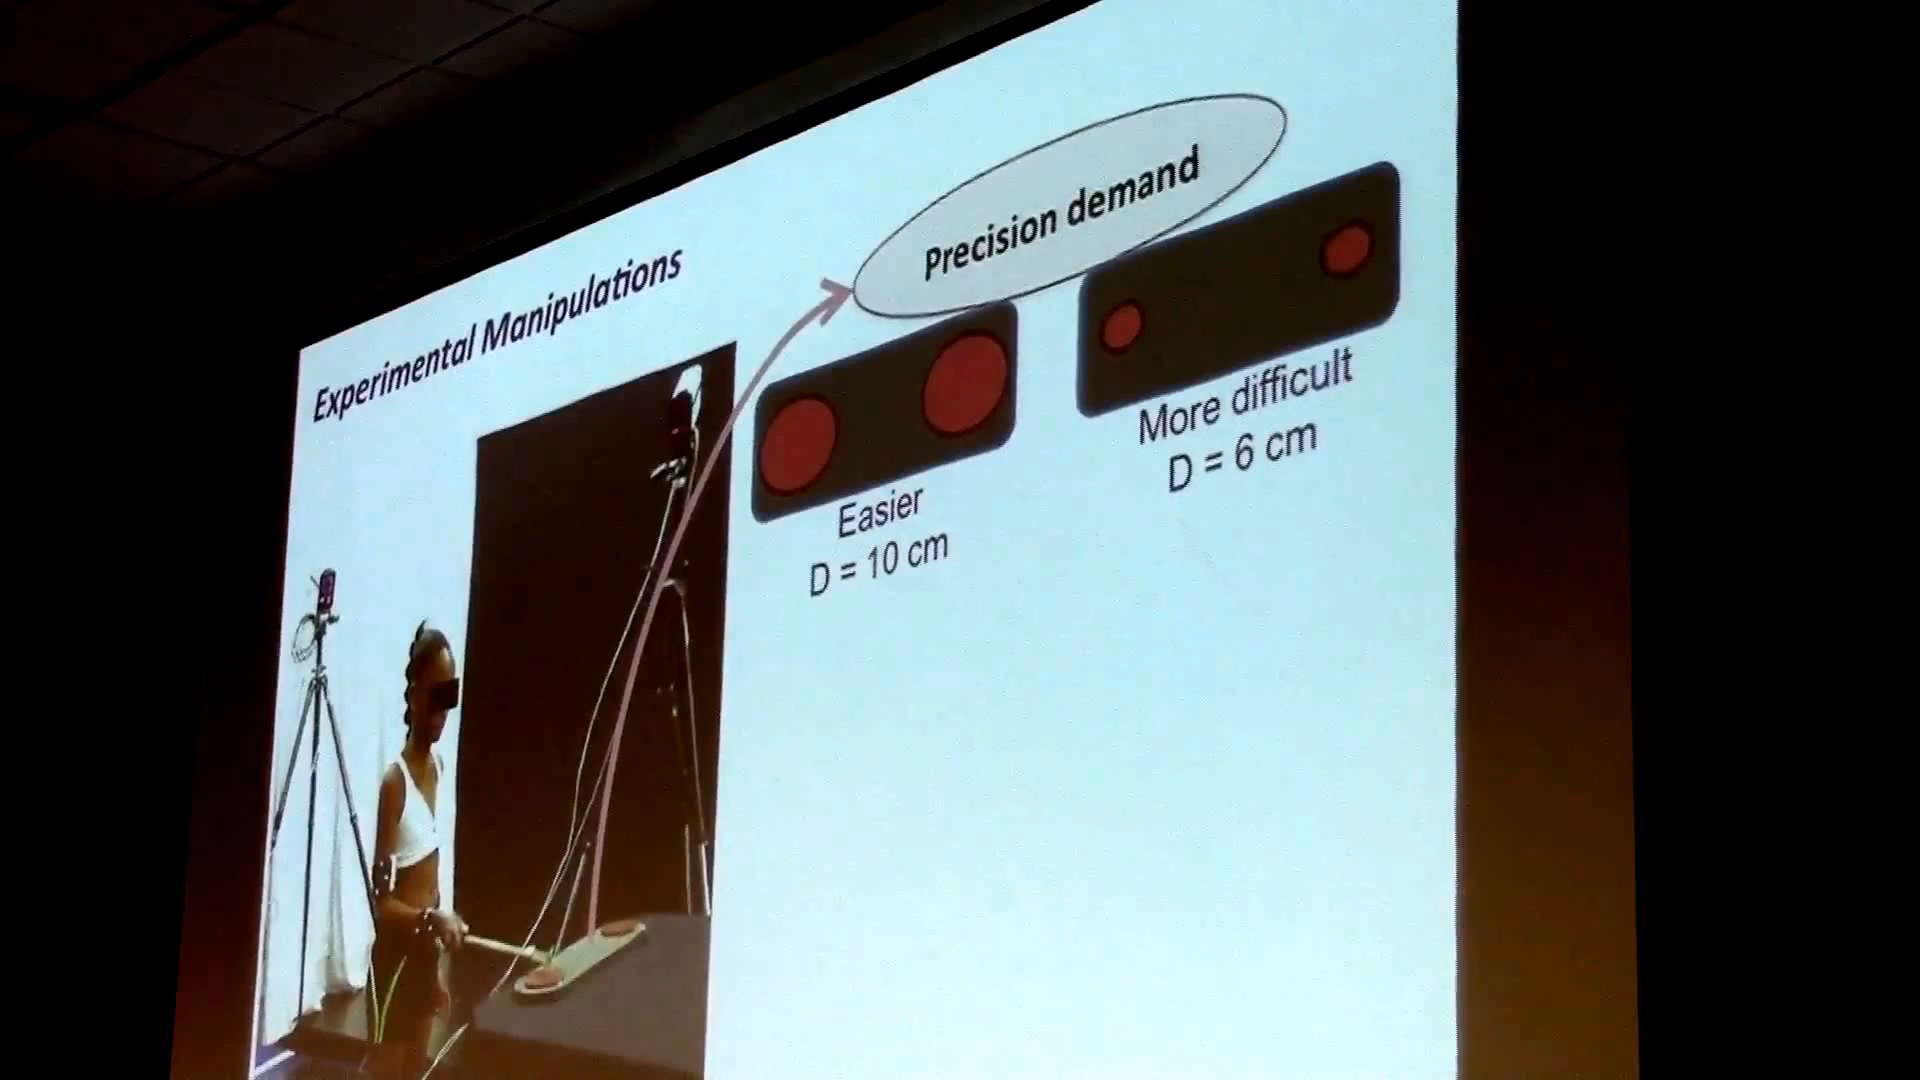 Experimental Manipulations
Precision demand
Easier
D = 10 cm
More difficult
D = 6 cm